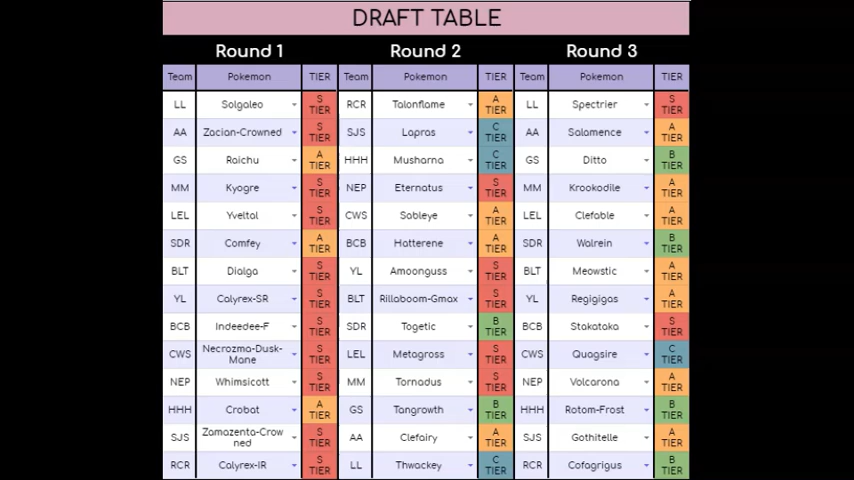 DRAFT TABLE
Round 1 Round 2 Round 3
Team Pokemon TIER Team Pokemon TIER Team Pokemon TIER
LL Solgaleo S TIER RCR Talonflame A TIER LL Spectrier S TIER
AA Zacian-Crowned S TIER SJS Lapras C TIER AA Salamence A TIER
GS Raichu A TIER HHH Musharna C TIER GS Ditto B TIER
MM Kyogre S TIER NEP Eternatus S TIER MM Krookodile A TIER
LEL Yveltal S TIER CWS Sableye A TIER LEL Clefable A TIER
SDR Comfey A TIER BCB Hatterene A TIER SDR Walrein B TIER
BLT Dialga S TIER YL Amoonguss S TIER BLT Meowstic A TIER
YL Calyrex-SR S TIER BLT Rillaboom-Gmax S TIER YL Regigigas A TIER
BCB Indeedee-F S TIER SDR Togetic B TIER BCB Stakataka S TIER
CWS Necrozma-Dusk-Mane S TIER LEL Metagross S TIER CWS Quagsire C TIER
NEP Whimsicott S TIER MM Tornadus S TIER NEP Volcarona A TIER
HHH Crobat A TIER GS Tangrowth B TIER HHH Rotom-Frost B TIER
SJS Zamazenta-Crowned S TIER AA Clefairy A TIER SJS Gothitelle A TIER
RCR Calyrex-IR S TIER LL Thwackey C TIER RCR Cofagrigus B TIER